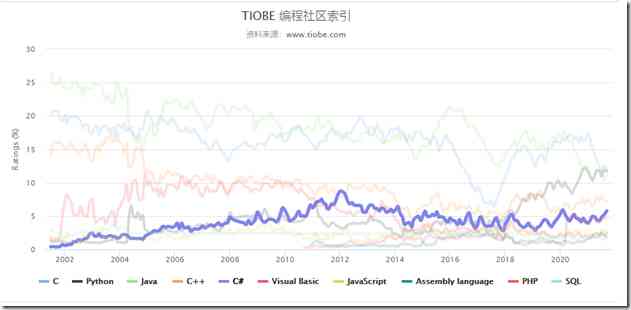 TIOBE 编程社区索引
资料来源：www.tiobe.com
30
25
20
15
10
5
0
Ratings (%)
2002 2004 2006 2008 2010 2012 2014 2016 2018 2020
C Python Java C++ C# Visual Basic JavaScript Assembly language PHP SQL